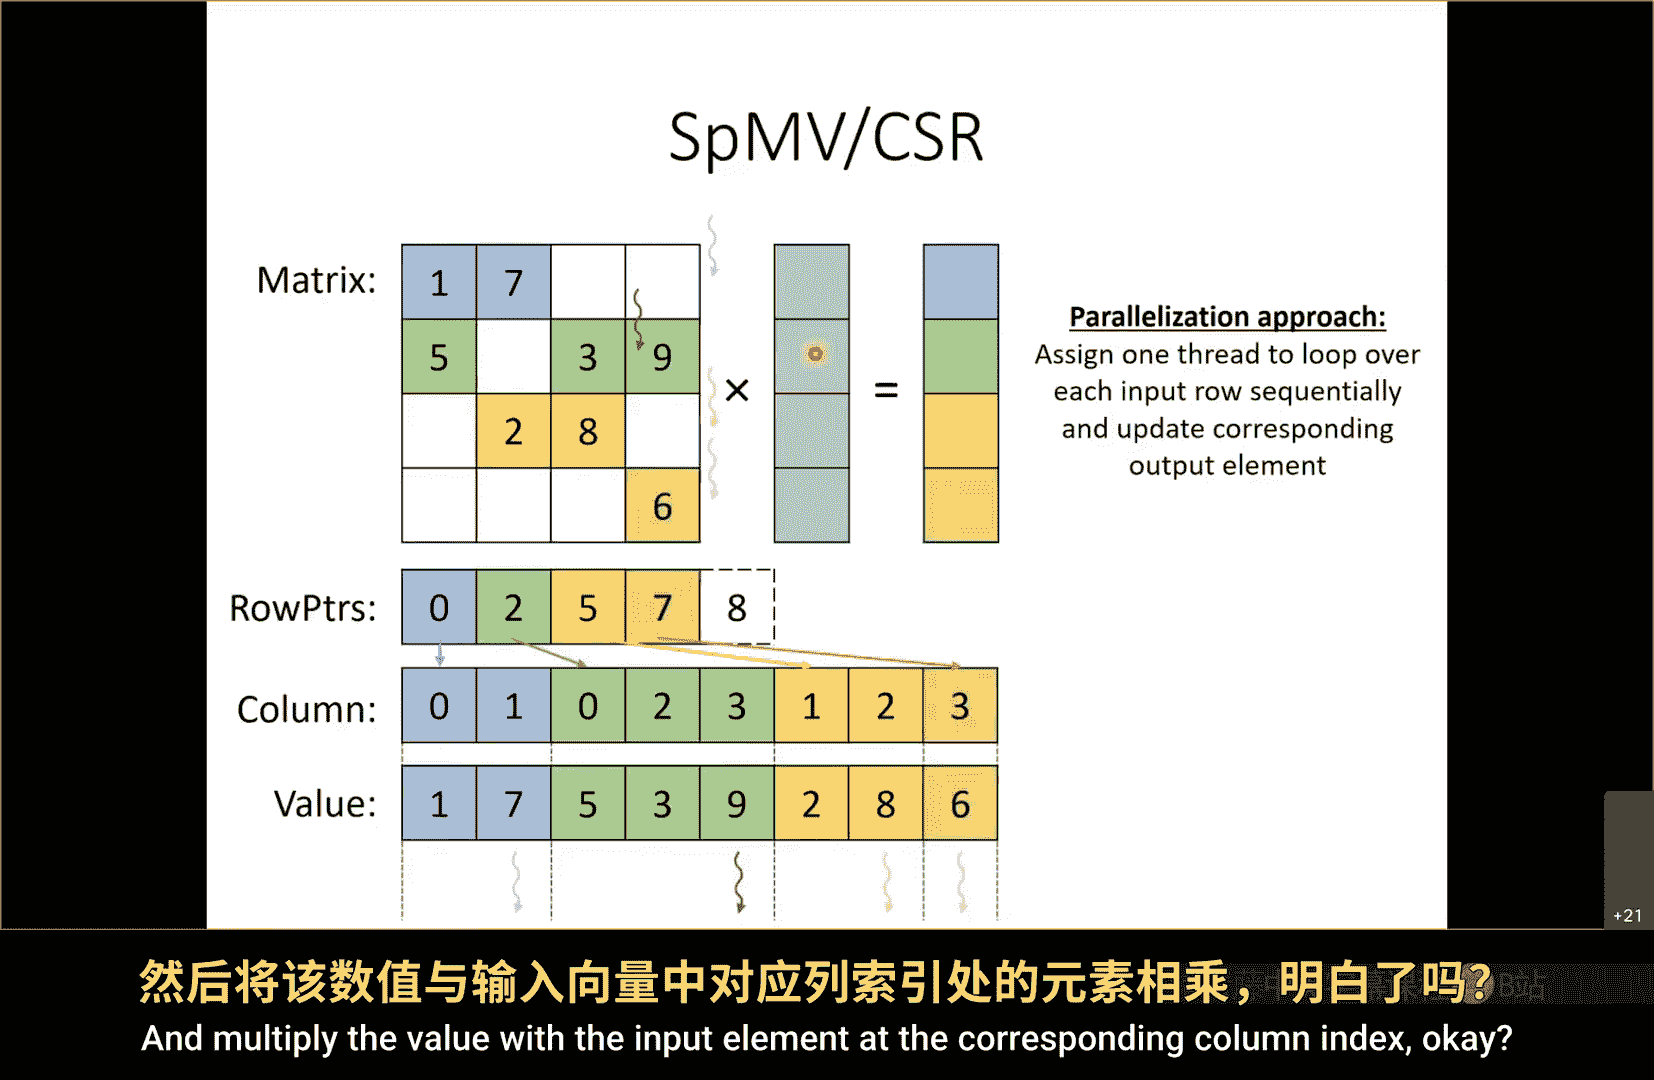 SpMV/CSR
Matrix:
1 7
5 3 9
2 8
6
×
=
Parallelization approach:
Assign one thread to loop over
each input row sequentially
and update corresponding
output element
RowPtrs: 0 2 5 7 8
Column: 0 1 0 2 3 1 2 3
Value: 1 7 5 3 9 2 8 6
+21
然后将该数值与输入向量中对应列索引处的元素相乘，明白了吗？
B站
And multiply the value with the input element at the corresponding column index, okay?